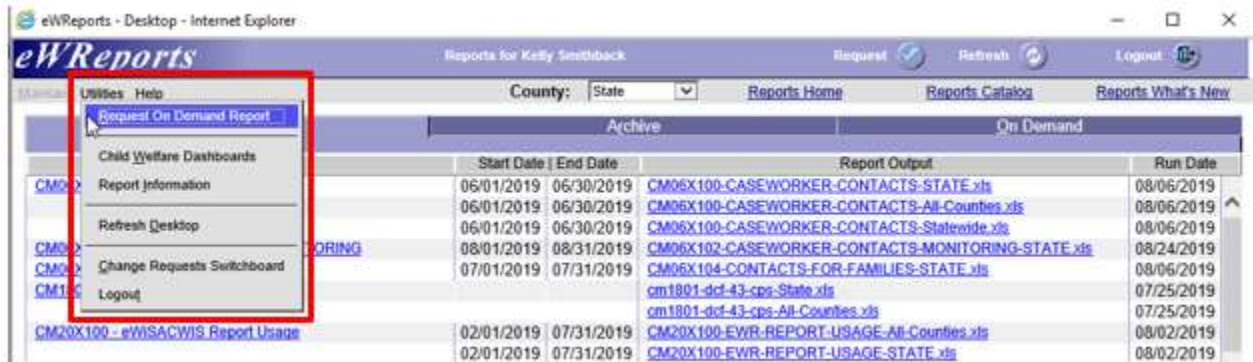 eWReports - Desktop - Internet Explorer
eWReports Reports for Kelly Smithback Request Refresh Logout
Utilities Help County: State Reports Home Reports Catalog Reports What's New
Request On Demand Report
Archive On Demand
Child Welfare Dashboards
Start Date | End Date Report Output Run Date
Report Information
06/01/2019 06/30/2019 CM06X100-CASEWORKER-CONTACTS-STATE.xls 08/06/2019
06/01/2019 06/30/2019 CM06X100-CASEWORKER-CONTACTS-All-Counties.xls 08/06/2019
Refresh Desktop
06/01/2019 06/30/2019 CM06X100-CASEWORKER-CONTACTS-Statewide.xls 08/06/2019
ORING 08/01/2019 08/31/2019 CM06X102-CASEWORKER-CONTACTS-MONITORING-STATE.xls 08/24/2019
Change Requests Switchboard
07/01/2019 07/31/2019 CM06X104-CONTACTS-FOR-FAMILIES-STATE.xls 08/06/2019
Logout
cm1801-dcf-43-cps-State.xls 07/25/2019
cm1801-dcf-43-cps-All-Counties.xls 07/25/2019
CM20X100 - eWiSACWIS Report Usage 02/01/2019 07/31/2019 CM20X100-EWR-REPORT-USAGE-All-Counties.xls 08/02/2019
02/01/2019 07/31/2019 CM20X100-EWR-REPORT-USAGE-STATE.xls 08/02/2019